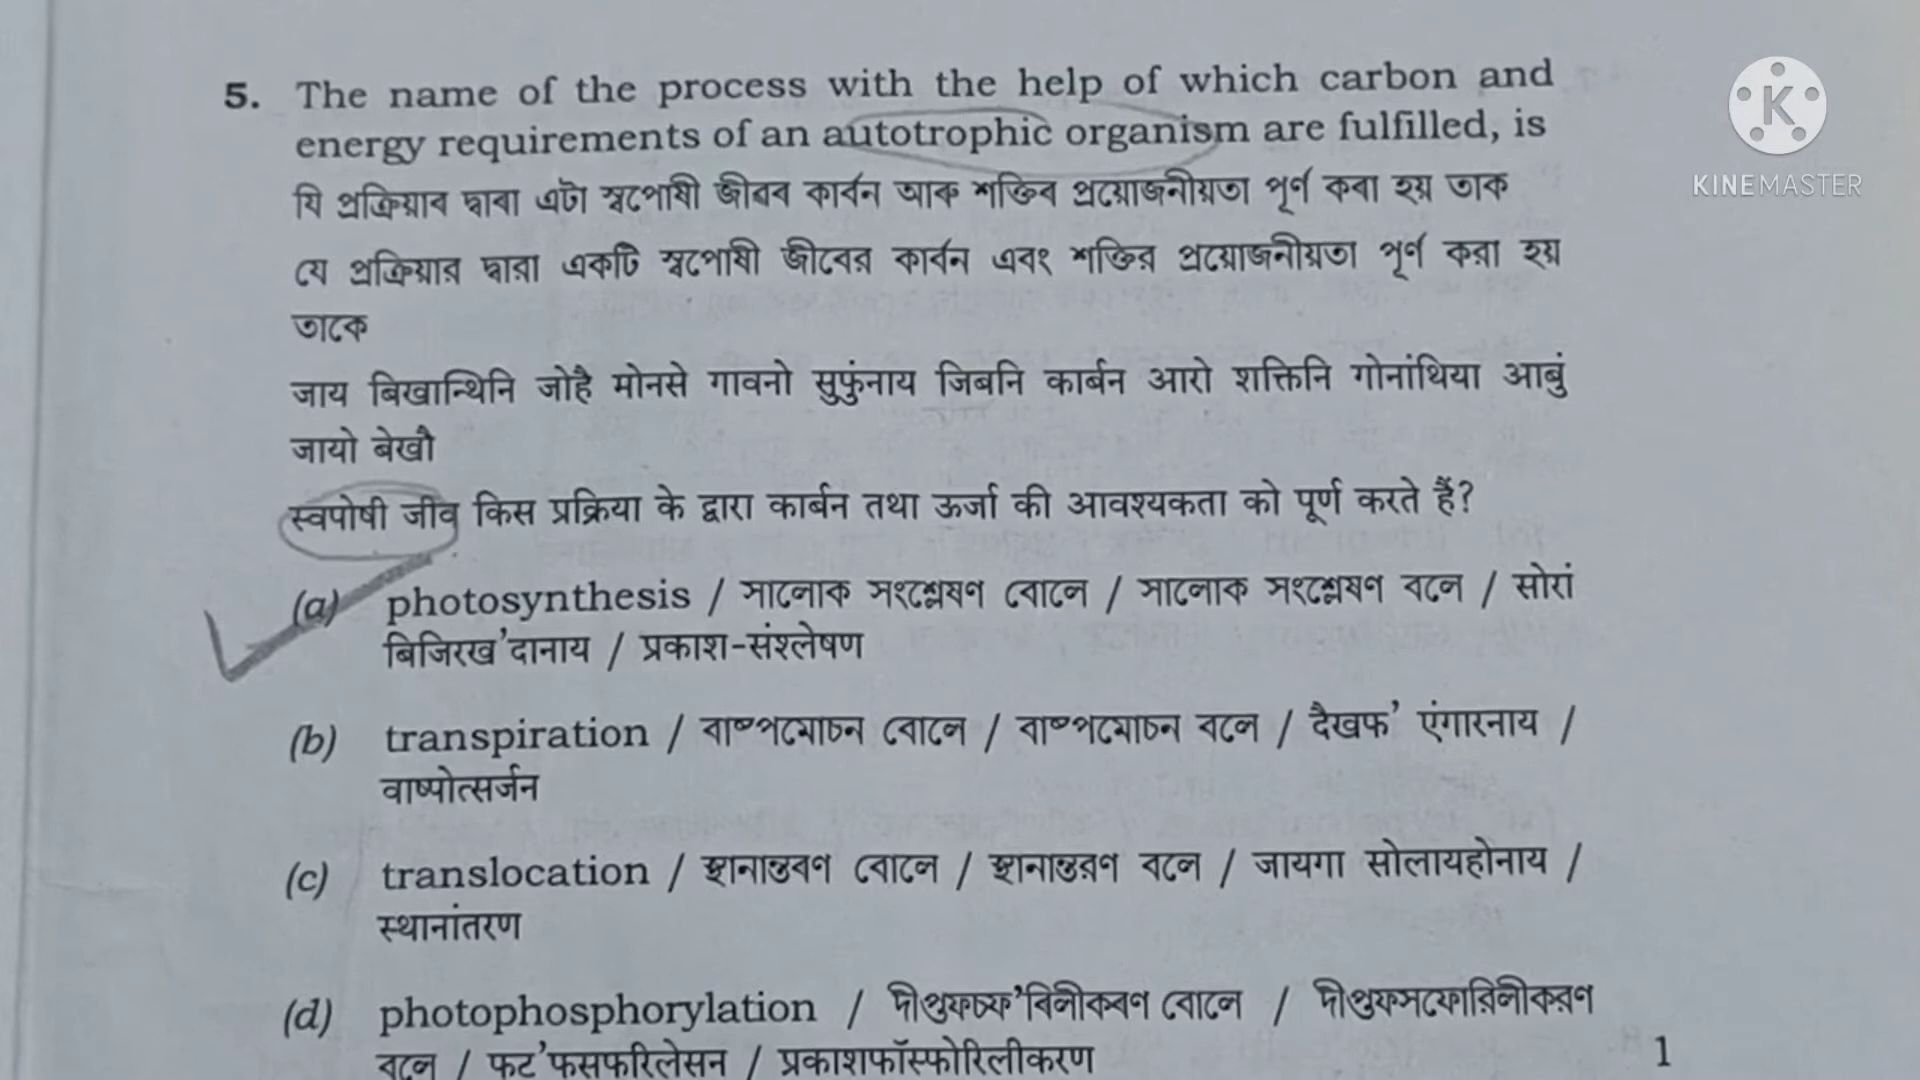 5. The name of the process with the help of which carbon and
energy requirements of an autotrophic organism are fulfilled, is
যি প্ৰক্ৰিয়াৰ দ্বাৰা এটা স্বপোষী জীৱৰ কাৰ্বন আৰু শক্তিৰ প্ৰয়োজনীয়তা পূৰ্ণ কৰা হয় তাক
যে প্রক্রিয়ার দ্বারা একটি স্বপোষী জীবের কার্বন এবং শক্তির প্রয়োজনীয়তা পূর্ণ করা হয়
তাকে
जाय बिखान्थिनि जोहै मोनसे गावनो सुफुंनाय जिबनि कार्बन आरो शक्तिनि गोनांथिया आबुं
जायो बेखौ
स्वपोषी जीव किस प्रक्रिया के द्वारा कार्बन तथा ऊर्जा की आवश्यकता को पूर्ण करते हैं?
(a) photosynthesis / সালোক সংশ্লেষণ বোলে / সালোক সংশ্লেষণ বলে / सोरां
बिजिरख'दानाय / प्रकाश-संश्लेषण
(b) transpiration / বাষ্পমোচন বোলে / বাষ্পমোচন বলে / दैखफ' एंगारनाय /
वाष्पोत्सर्जन
(c) translocation / স্থানান্তৰণ বোলে / স্থানান্তরণ বলে / जायगा सोलायहोनाय /
स्थानांतरण
(d) photophosphorylation / দীপ্তফচফ'ৰিলীকৰণ বোলে / দীপ্তফসফোরিলীকরণ
বলে / फट'फसफरिलेसन / प्रकाशफॉस्फोरिलीकरण
1
K
KINEMASTER